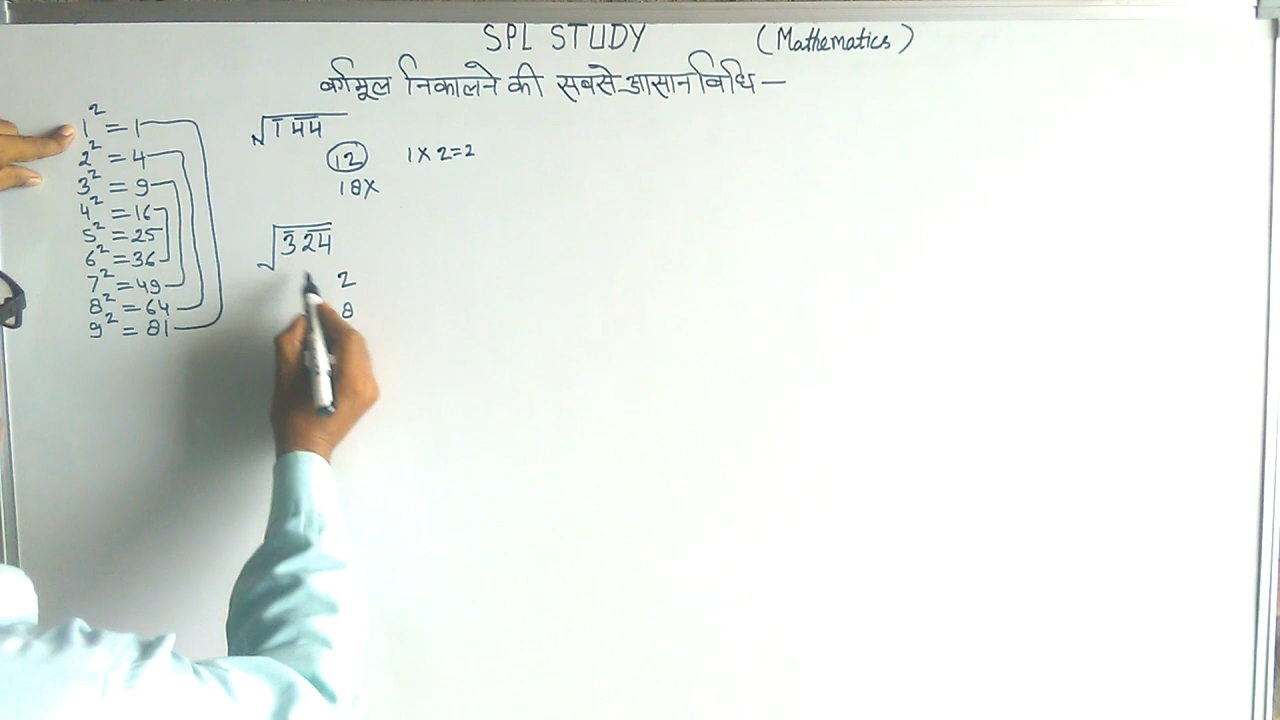 SPL STUDY (Mathematics)
वर्गमूल निकालने की सबसे आसान विधि —
1² = 1
2² = 4
3² = 9
4² = 16
5² = 25
6² = 36
7² = 49
8² = 64
9² = 81
√144
12 1 X 2 = 2
18X
√324
2
8